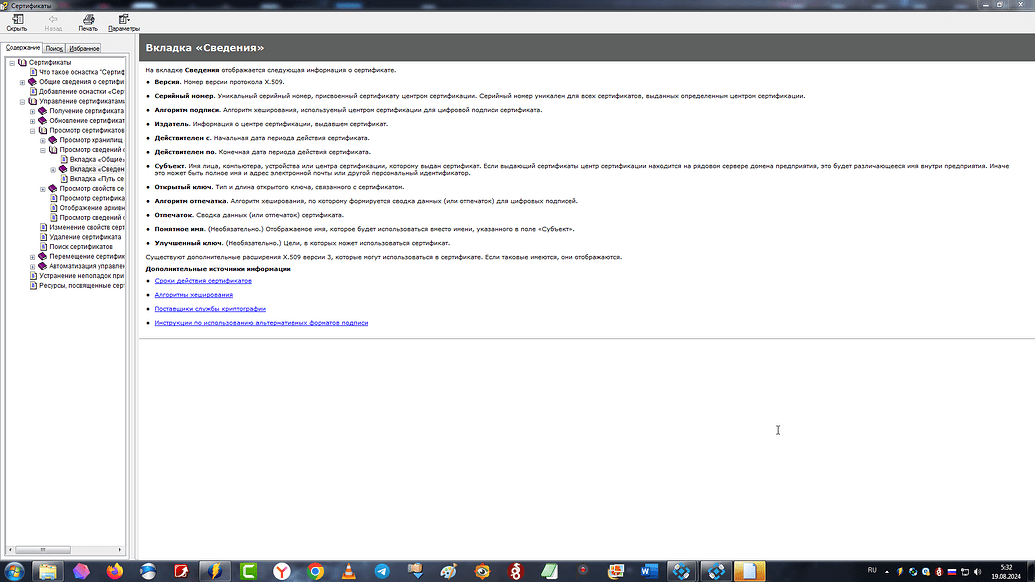 Сертификаты
Скрыть Назад Печать Параметры
Содержание Поиск Избранное
Сертификаты
Что такое оснастка "Сертиф
Общие сведения о сертифи
Добавление оснастки «Серт
Управление сертификатами
Получение сертификата
Обновление сертификат
Просмотр сертификатов
Просмотр хранилищ
Просмотр сведений о
Вкладка «Общие»
Вкладка «Сведен
Вкладка «Путь се
Просмотр свойств се
Просмотр сертифика
Отображение архивн
Просмотр сведений о
Изменение свойств серт
Удаление сертификата
Поиск сертификатов
Перемещение сертифик
Автоматизация управлен
Устранение неполадок при
Ресурсы, посвященные серт
Вкладка «Сведения»
На вкладке Сведения отображается следующая информация о сертификате.
Версия. Номер версии протокола X.509.
Серийный номер. Уникальный серийный номер, присвоенный сертификату центром сертификации. Серийный номер уникален для всех сертификатов, выданных определенным центром сертификации.
Алгоритм подписи. Алгоритм хеширования, используемый центром сертификации для цифровой подписи сертификата.
Издатель. Информация о центре сертификации, выдавшем сертификат.
Действителен с. Начальная дата периода действия сертификата.
Действителен по. Конечная дата периода действия сертификата.
Субъект. Имя лица, компьютера, устройства или центра сертификации, которому выдан сертификат. Если выдающий сертификаты центр сертификации находится на рядовом сервере домена предприятия, это будет различающееся имя внутри предприятия. Иначе
это может быть полное имя и адрес электронной почты или другой персональный идентификатор.
Открытый ключ. Тип и длина открытого ключа, связанного с сертификатом.
Алгоритм отпечатка. Алгоритм хеширования, по которому формируется сводка данных (или отпечаток) для цифровых подписей.
Отпечаток. Сводка данных (или отпечаток) сертификата.
Понятное имя. (Необязательно.) Отображаемое имя, которое будет использоваться вместо имени, указанного в поле «Субъект».
Улучшенный ключ. (Необязательно.) Цели, в которых может использоваться сертификат.
Существуют дополнительные расширения X.509 версии 3, которые могут использоваться в сертификате. Если таковые имеются, они отображаются.
Дополнительные источники информации
Сроки действия сертификатов
Алгоритмы хеширования
Поставщики службы криптографии
Инструкции по использованию альтернативных форматов подписи
RU
5:32
19.08.2024